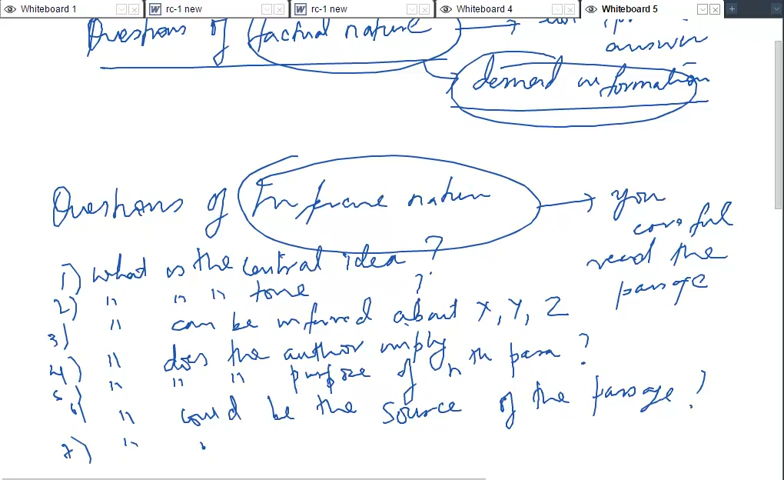 Whiteboard 1 rc-1 new rc-1 new Whiteboard 4 Whiteboard 5
Questions of factual nature →
answer
demand information
Questions of Inference nature → you
careful
read the
passage
1) what is the central idea ?
2) " " " tone ?
3) " can be inferred about X, Y, Z
4) " does the author imply
5) " " " purpose of nth para ?
6) " could be the source of the passage ?
7) "